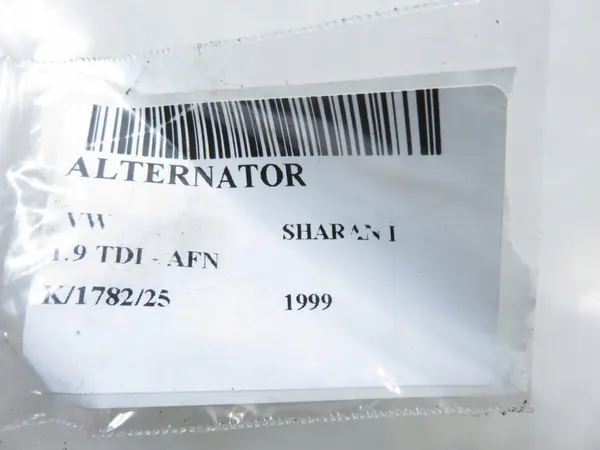 ALTERNATOR
VW SHARAN I
1.9 TDI - AFN
K/1782/25 1999